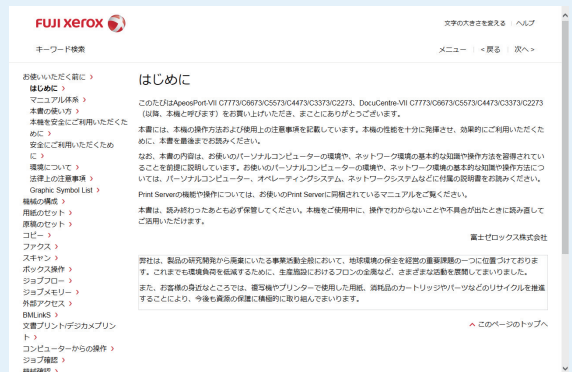 FUJI XEROX
文字の大きさを変える | ヘルプ
キーワード検索
メニュー | <戻る | 次へ>
お使いいただく前に >
はじめに >
マニュアル体系 >
本書の使い方 >
本機を安全にご利用いただくた
めに >
安全にご利用いただくため
に >
環境について >
法律上の注意事項 >
Graphic Symbol List >
機械の構成 >
用紙のセット >
原稿のセット >
コピー >
ファクス >
スキャン >
ボックス操作 >
ジョブフロー >
ジョブメモリー >
外部アクセス >
BMLinkS >
文書プリント/デジカメプリン
ト >
コンピューターからの操作 >
ジョブ確認 >
機械確認 >
はじめに
このたびはApeosPort-VII C7773/C6673/C5573/C4473/C3373/C2273、DocuCentre-VII C7773/C6673/C5573/C4473/C3373/C2273
（以降、本機と呼びます）をお買い上げいただき、まことにありがとうございます。
本書には、本機の操作方法および使用上の注意事項を記載しています。本機の性能を十分に発揮させ、効果的にご利用いただくた
めに、本書を最後までお読みください。
なお、本書の内容は、お使いのパーソナルコンピューターの環境や、ネットワーク環境の基本的な知識や操作方法を習得されてい
ることを前提に説明しています。お使いのパーソナルコンピューターの環境や、ネットワーク環境の基本的な知識や操作方法につ
いては、パーソナルコンピューター、オペレーティングシステム、ネットワークシステムなどに付属の説明書をお読みください。
Print Serverの機能や操作については、お使いのPrint Serverに同梱されているマニュアルをご覧ください。
本書は、読み終わったあとも必ず保管してください。本機をご使用中に、操作でわからないことや不具合が出たときに読み直して
ご活用いただけます。
富士ゼロックス株式会社
弊社は、製品の研究開発から廃棄にいたる事業活動全般において、地球環境の保全を経営の重要課題の一つに位置づけておりま
す。これまでも環境負荷を低減するために、生産施設におけるフロンの全廃など、さまざまな活動を展開してまいりました。
また、お客様の身近なところでは、複写機やプリンターで使用した用紙、消耗品のカートリッジやパーツなどのリサイクルを推進
することにより、今後も資源の保護に積極的に取り組んでまいります。
このページのトップへ